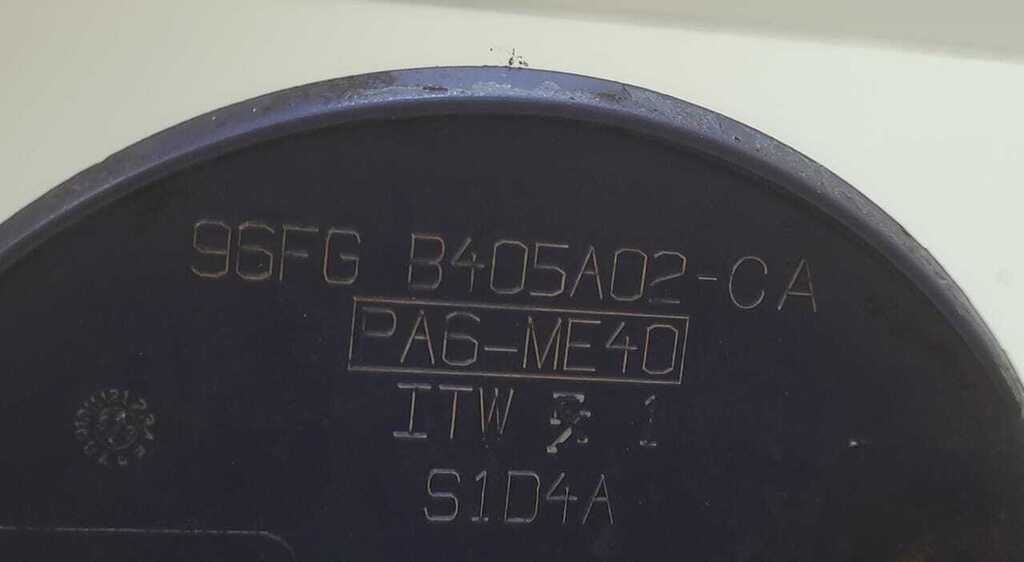 96FG B405A02-CA
PA6-ME40
ITW 1
S1D4A